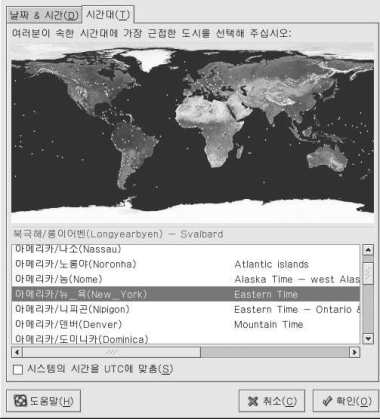 날짜 & 시간(D) 시간대(T)
여러분이 속한 시간대에 가장 근접한 도시를 선택해 주십시오:
북극해/롱이어벤(Longyearbyen) - Svalbard
아메리카/나소(Nassau)
아메리카/노롱야(Noronha) Atlantic islands
아메리카/놈(Nome) Alaska Time - west Alas
아메리카/뉴_욕(New_York) Eastern Time
아메리카/니피곤(Nipigon) Eastern Time - Ontario &
아메리카/덴버(Denver) Mountain Time
아메리카/도미니카(Dominica)
시스템의 시간을 UTC에 맞춤(S)
도움말(H) 취소(C) 확인(O)